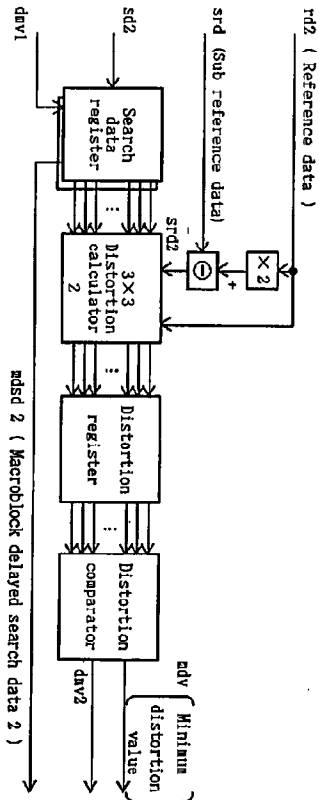 rd2 ( Reference data )
srd (Sub reference data)
sd2
dmv1
× 2
+
−
⊖
srd2
Search
data
register
...
3×3
Distortion
calculator
2
...
Distortion
register
...
Distortion
comparator
mdv
Minimum
distortion
value
dmv2
mdsd 2 ( Macroblock delayed search data 2 )